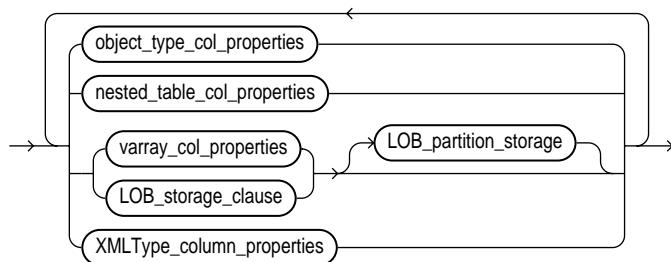 object_type_col_properties
nested_table_col_properties
varray_col_properties
LOB_partition_storage
LOB_storage_clause
XMLType_column_properties